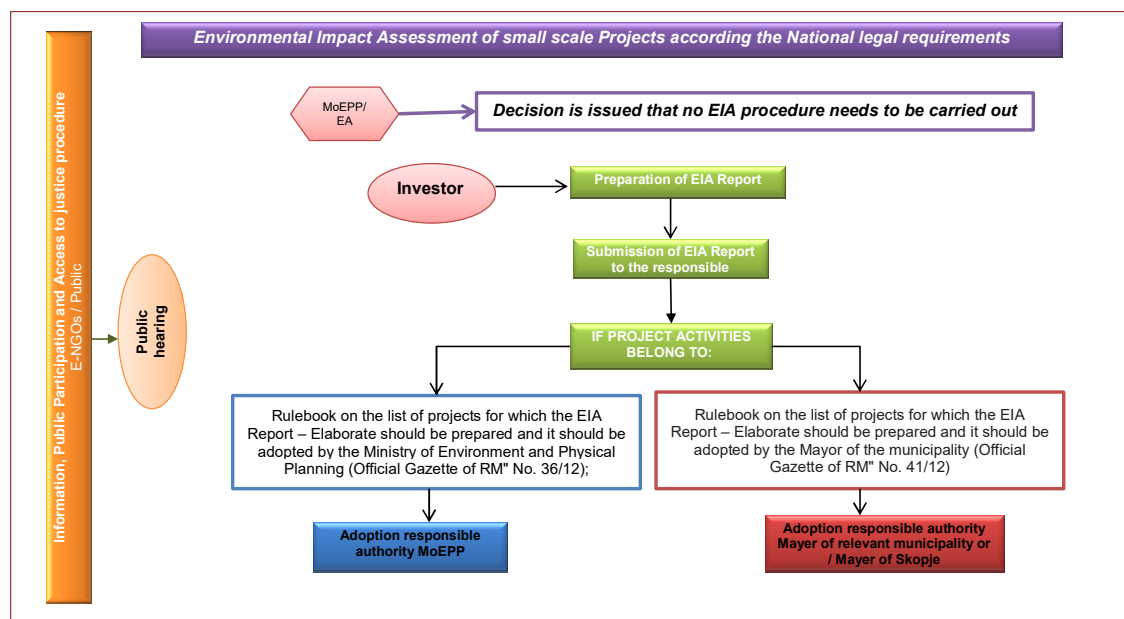 Environmental Impact Assessment of small scale Projects according the National legal requirements
Information, Public Participation and Access to justice procedure
E-NGOs / Public
Public
hearing
MoEPP/
EA
Decision is issued that no EIA procedure needs to be carried out
Investor
Preparation of EIA Report
Submission of EIA Report
to the responsible
IF PROJECT ACTIVITIES
BELONG TO:
Rulebook on the list of projects for which the EIA
Report – Elaborate should be prepared and it should be
adopted by the Ministry of Environment and Physical
Planning (Official Gazette of RM" No. 36/12);
Rulebook on the list of projects for which the EIA
Report – Elaborate should be prepared and it should be
adopted by the Mayor of the municipality (Official
Gazette of RM" No. 41/12)
Adoption responsible
authority MoEPP
Adoption responsible authority
Mayer of relevant municipality or
/ Mayer of Skopje